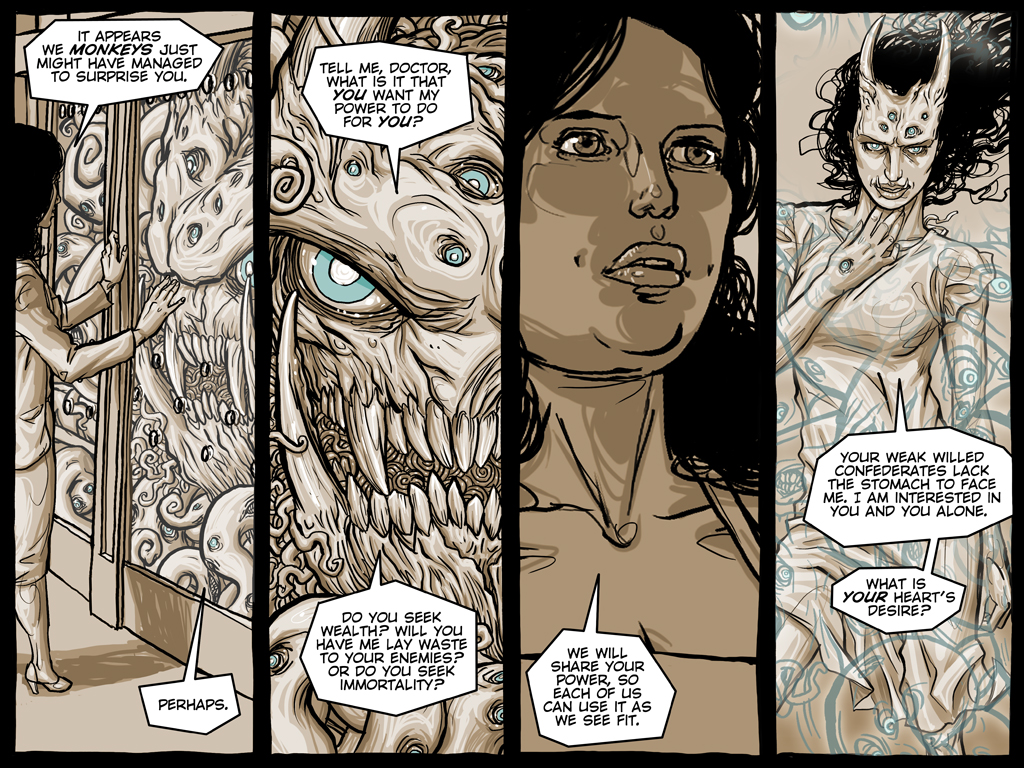 IT APPEARS
WE MONKEYS JUST
MIGHT HAVE MANAGED
TO SURPRISE YOU.
PERHAPS.
TELL ME, DOCTOR,
WHAT IS IT THAT
YOU WANT MY
POWER TO DO
FOR YOU?
DO YOU SEEK
WEALTH? WILL YOU
HAVE ME LAY WASTE
TO YOUR ENEMIES?
OR DO YOU SEEK
IMMORTALITY?
WE WILL
SHARE YOUR
POWER, SO
EACH OF US
CAN USE IT AS
WE SEE FIT.
YOUR WEAK WILLED
CONFEDERATES LACK
THE STOMACH TO FACE
ME. I AM INTERESTED IN
YOU AND YOU ALONE.
WHAT IS
YOUR HEART'S
DESIRE?